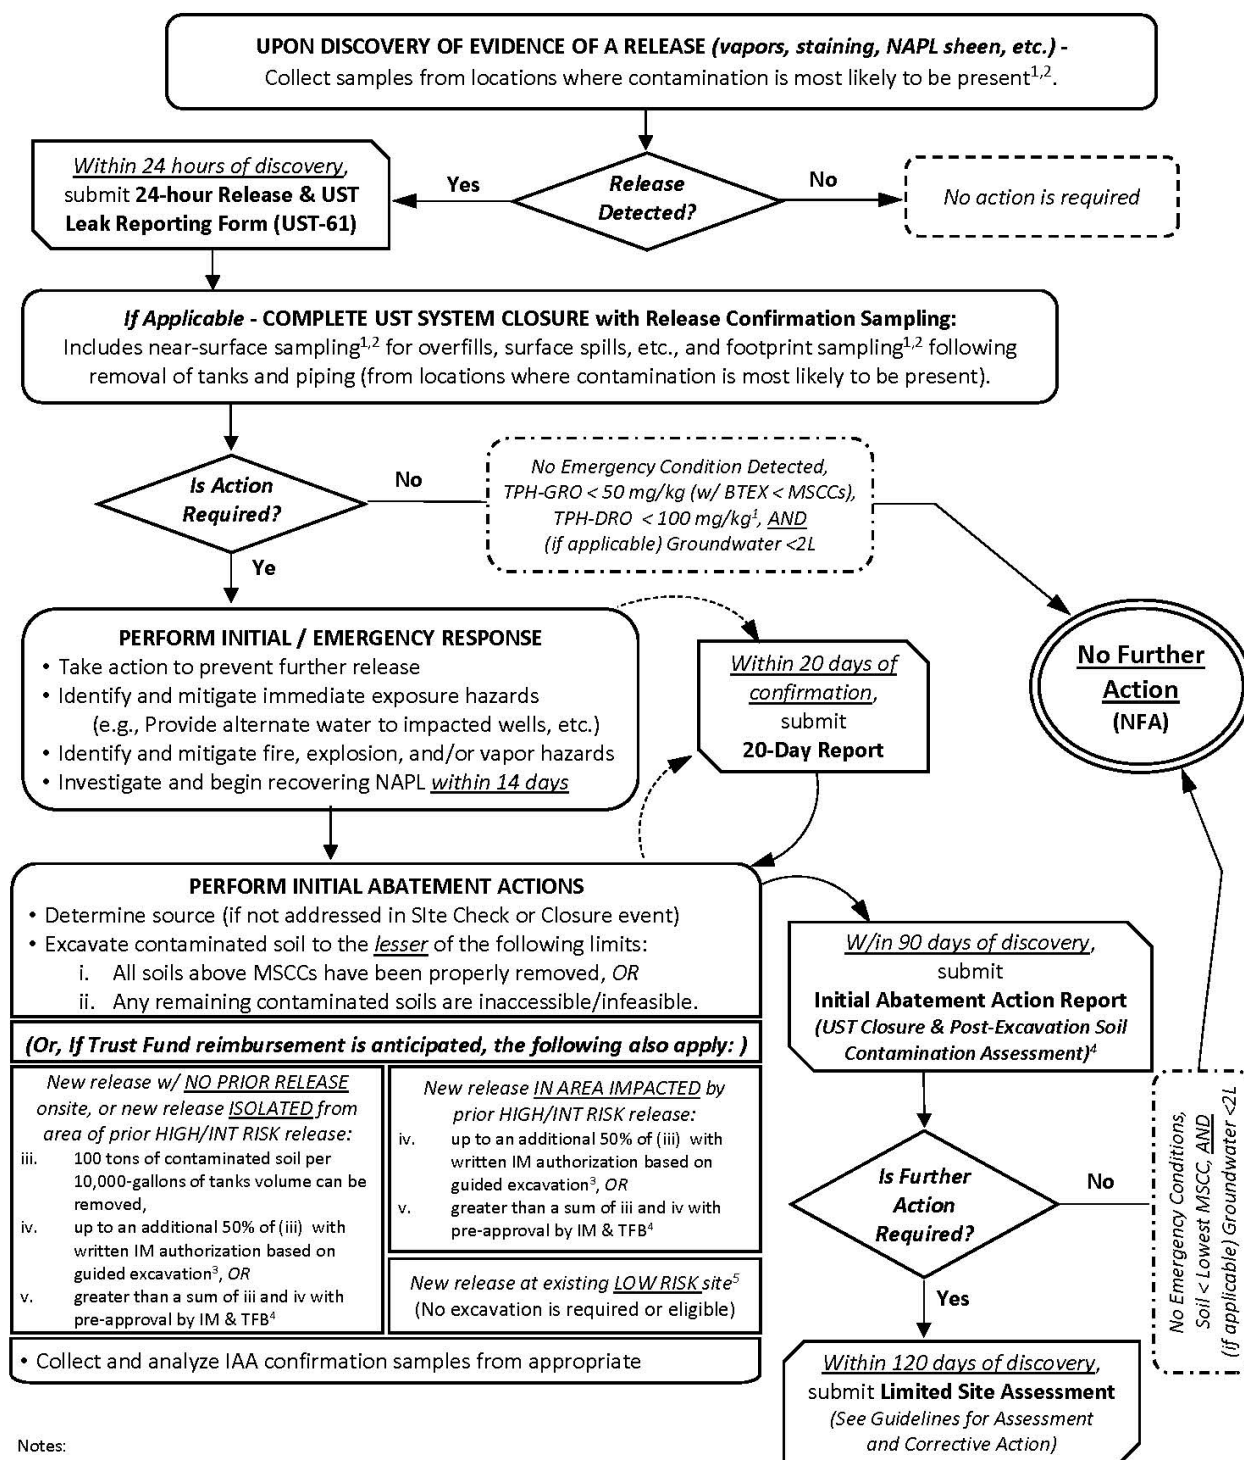 UPON DISCOVERY OF EVIDENCE OF A RELEASE (vapors, staining, NAPL sheen, etc.) -
Collect samples from locations where contamination is most likely to be present1,2.
Within 24 hours of discovery,
submit 24-hour Release & UST
Leak Reporting Form (UST-61)
Yes
Release
Detected?
No
No action is required
If Applicable - COMPLETE UST SYSTEM CLOSURE with Release Confirmation Sampling:
Includes near-surface sampling1,2 for overfills, surface spills, etc., and footprint sampling1,2 following
removal of tanks and piping (from locations where contamination is most likely to be present).
Is Action
Required?
No
No Emergency Condition Detected,
TPH-GRO < 50 mg/kg (w/ BTEX < MSCCs),
TPH-DRO < 100 mg/kg1, AND
(if applicable) Groundwater <2L
Ye
PERFORM INITIAL / EMERGENCY RESPONSE
• Take action to prevent further release
• Identify and mitigate immediate exposure hazards
(e.g., Provide alternate water to impacted wells, etc.)
• Identify and mitigate fire, explosion, and/or vapor hazards
• Investigate and begin recovering NAPL within 14 days
Within 20 days of
confirmation,
submit
20-Day Report
No Further
Action
(NFA)
PERFORM INITIAL ABATEMENT ACTIONS
• Determine source (if not addressed in SIte Check or Closure event)
• Excavate contaminated soil to the lesser of the following limits:
i. All soils above MSCCs have been properly removed, OR
ii. Any remaining contaminated soils are inaccessible/infeasible.
(Or, If Trust Fund reimbursement is anticipated, the following also apply: )
New release w/ NO PRIOR RELEASE
onsite, or new release ISOLATED from
area of prior HIGH/INT RISK release:
iii. 100 tons of contaminated soil per
10,000-gallons of tanks volume can be
removed,
iv. up to an additional 50% of (iii) with
written IM authorization based on
guided excavation3, OR
v. greater than a sum of iii and iv with
pre-approval by IM & TFB4
New release IN AREA IMPACTED by
prior HIGH/INT RISK release:
iv. up to an additional 50% of (iii) with
written IM authorization based on
guided excavation3, OR
v. greater than a sum of iii and iv with
pre-approval by IM & TFB4
New release at existing LOW RISK site5
(No excavation is required or eligible)
• Collect and analyze IAA confirmation samples from appropriate
W/in 90 days of discovery,
submit
Initial Abatement Action Report
(UST Closure & Post-Excavation Soil
Contamination Assessment)4
Is Further
Action
Required?
No
No Emergency Conditions,
Soil < Lowest MSCC, AND
(if applicable) Groundwater <2L
Yes
Within 120 days of discovery,
submit Limited Site Assessment
(See Guidelines for Assessment
and Corrective Action)
Notes: